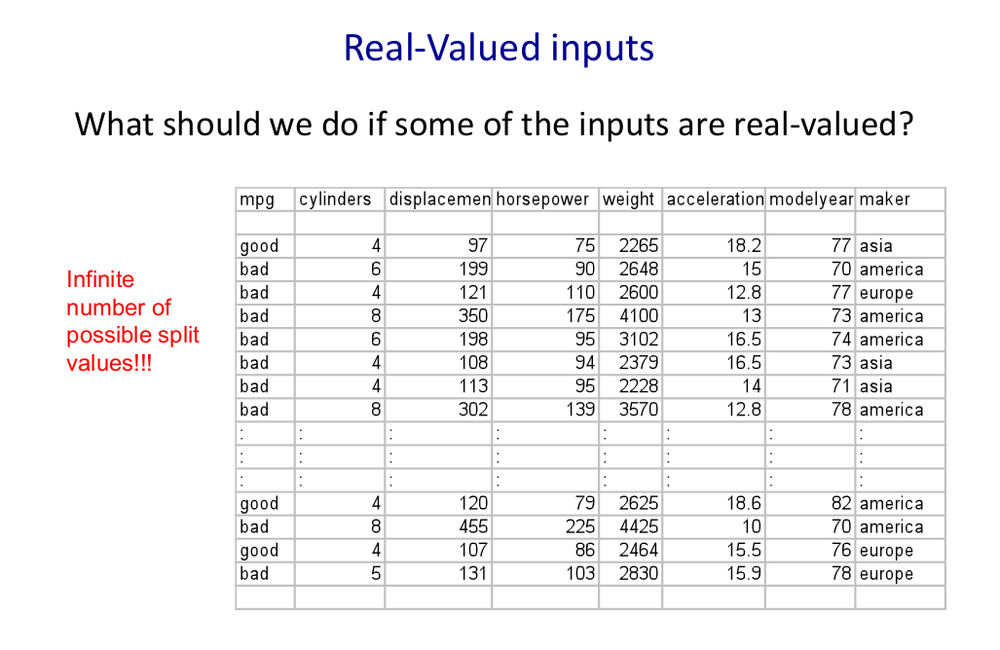 Real-Valued inputs
What should we do if some of the inputs are real-valued?
Infinite
number of
possible split
values!!!
mpg cylinders displacemen horsepower weight acceleration modelyear maker
good 4 97 75 2265 18.2 77 asia
bad 6 199 90 2648 15 70 america
bad 4 121 110 2600 12.8 77 europe
bad 8 350 175 4100 13 73 america
bad 6 198 95 3102 16.5 74 america
bad 4 108 94 2379 16.5 73 asia
bad 4 113 95 2228 14 71 asia
bad 8 302 139 3570 12.8 78 america
: : : : : : : :
: : : : : : : :
: : : : : : : :
good 4 120 79 2625 18.6 82 america
bad 8 455 225 4425 10 70 america
good 4 107 86 2464 15.5 76 europe
bad 5 131 103 2830 15.9 78 europe